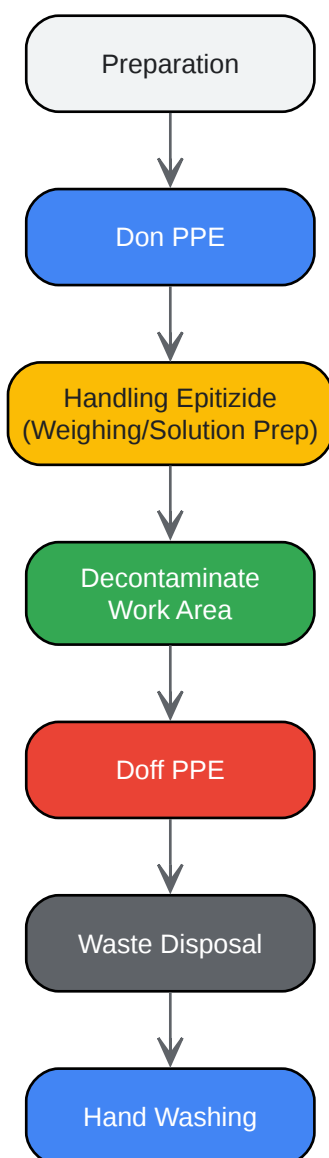 Preparation
Don PPE
Handling Epitizide
(Weighing/Solution Prep)
Decontaminate
Work Area
Doff PPE
Waste Disposal
Hand Washing